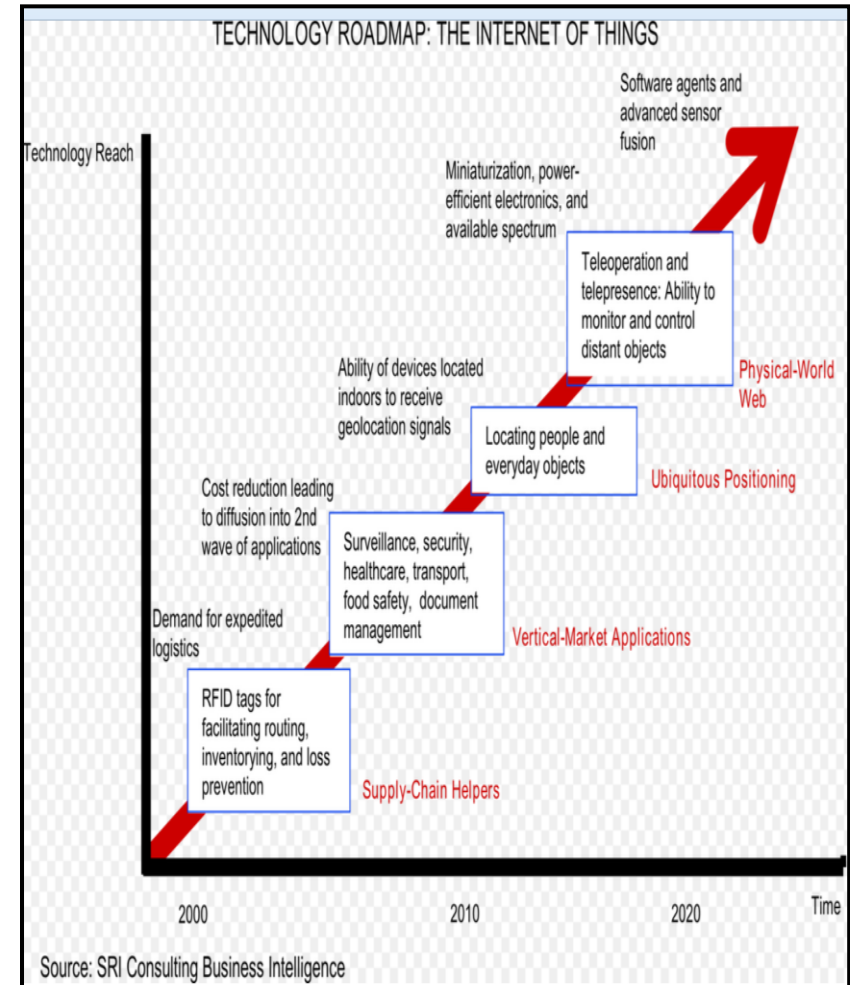 TECHNOLOGY ROADMAP: THE INTERNET OF THINGS
Software agents and
advanced sensor
fusion
Technology Reach
Miniaturization, power-
efficient electronics, and
available spectrum
Teleoperation and
telepresence: Ability to
monitor and control
distant objects
Physical-World
Web
Ability of devices located
indoors to receive
geolocation signals
Locating people and
everyday objects
Ubiquitous Positioning
Cost reduction leading
to diffusion into 2nd
wave of applications
Surveillance, security,
healthcare, transport,
food safety, document
management
Vertical-Market Applications
Demand for expedited
logistics
RFID tags for
facilitating routing,
inventorying, and loss
prevention
Supply-Chain Helpers
2000
2010
2020
Time
Source: SRI Consulting Business Intelligence